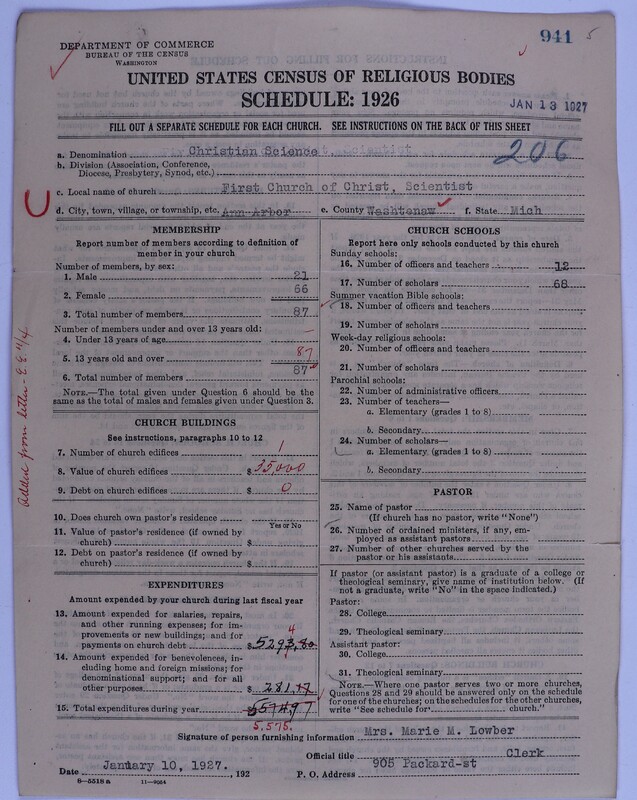 941 5
DEPARTMENT OF COMMERCE
BUREAU OF THE CENSUS
WASHINGTON
UNITED STATES CENSUS OF RELIGIOUS BODIES
SCHEDULE: 1926
JAN 13 1927
FILL OUT A SEPARATE SCHEDULE FOR EACH CHURCH. SEE INSTRUCTIONS ON THE BACK OF THIS SHEET
206
a. Denomination Christian Science
b. Division (Association, Conference,
Diocese, Presbytery, Synod, etc.)
c. Local name of church First Church of Christ, Scientist
d. City, town, village, or township, etc. Ann Arbor e. County Washtenaw f. State Mich
MEMBERSHIP
Report number of members according to definition of
member in your church
Number of members, by sex:
1. Male 21
2. Female 66
3. Total number of members 87
Number of members under and over 13 years old:
4. Under 13 years of age –
5. 13 years old and over 87
6. Total number of members 87
NOTE.—The total given under Question 6 should be
the same as the total of males and females given under Question 3.
CHURCH BUILDINGS
See instructions, paragraphs 10 to 12
7. Number of church edifices 1
8. Value of church edifices $ 35,000
9. Debt on church edifices $ 0
Added from letter - E E 11/4
10. Does church own pastor's residence
Yes or No
11. Value of pastor's residence (if owned by
church) $
12. Debt on pastor's residence (if owned by
church) $
EXPENDITURES
Amount expended by your church during last fiscal year
13. Amount expended for salaries, repairs,
and other running expenses; for im-
provements or new buildings; and for
payments on church debt $ 5293.80
4
14. Amount expended for benevolences, in-
cluding home and foreign missions; for
denominational support; and for all
other purposes $ 281.17
15. Total expenditures during year $ 5574.97
5,575.
CHURCH SCHOOLS
Report here only schools conducted by this church
Sunday schools:
16. Number of officers and teachers 12
17. Number of scholars 68
Summer vacation Bible schools:
18. Number of officers and teachers
19. Number of scholars
Week-day religious schools:
20. Number of officers and teachers
21. Number of scholars
Parochial schools:
22. Number of administrative officers
23. Number of teachers—
a. Elementary (grades 1 to 8)
b. Secondary
24. Number of scholars—
a. Elementary (grades 1 to 8)
b. Secondary
PASTOR
25. Name of pastor
(If church has no pastor, write "None")
26. Number of ordained ministers, if any, em-
ployed as assistant pastors
27. Number of other churches served by the
pastor or his assistants
If pastor (or assistant pastor) is a graduate of a college or
theological seminary, give name of institution below. (If
not a graduate, write "No" in the space indicated.)
Pastor:
28. College
29. Theological seminary
Assistant pastor:
30. College
31. Theological seminary
NOTE.—Where one pastor serves two or more churches,
Questions 28 and 29 should be answered only on the schedule
for one of the churches; on the schedules for the other churches,
write "See schedule for church."
Signature of person furnishing information Mrs. Marie M. Lowber
Official title Clerk
Date January 10, 1927. , 192 P. O. Address 905 Packard-st
8—5518 a 11—9024